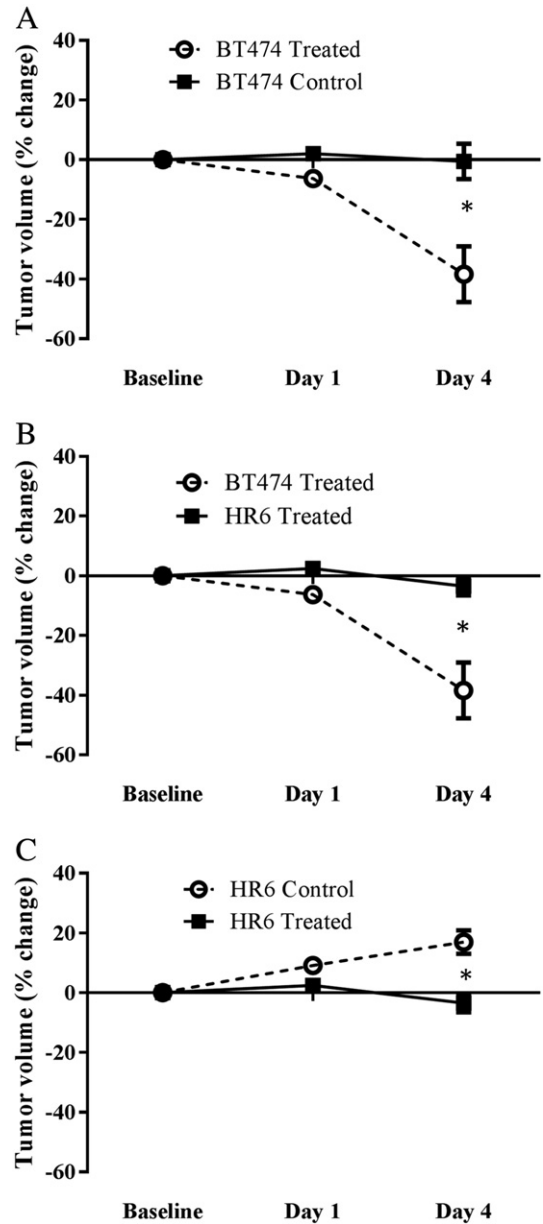 A
Tumor volume (% change)
40
20
0
-20
-40
-60
BT474 Treated
BT474 Control
*
Baseline Day 1 Day 4
B
Tumor volume (% change)
40
20
0
-20
-40
-60
BT474 Treated
HR6 Treated
*
Baseline Day 1 Day 4
C
Tumor volume (% change)
40
20
0
-20
-40
-60
HR6 Control
HR6 Treated
*
Baseline Day 1 Day 4